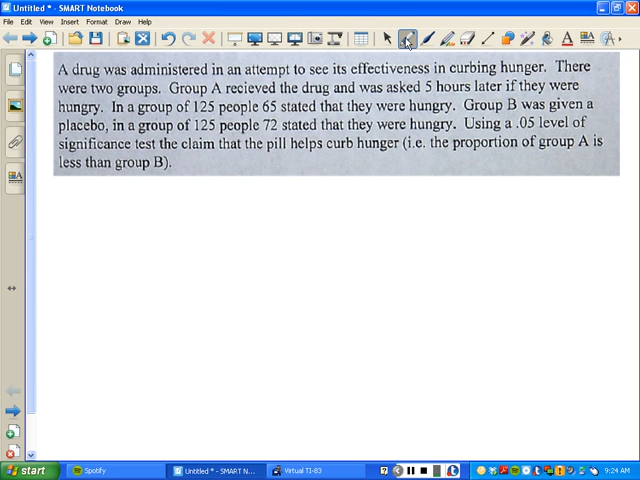 Untitled * - SMART Notebook
File Edit View Insert Format Draw Help
A drug was administered in an attempt to see its effectiveness in curbing hunger. There
were two groups. Group A recieved the drug and was asked 5 hours later if they were
hungry. In a group of 125 people 65 stated that they were hungry. Group B was given a
placebo, in a group of 125 people 72 stated that they were hungry. Using a .05 level of
significance test the claim that the pill helps curb hunger (i.e. the proportion of group A is
less than group B).
start Spotify Untitled * - SMART N... Virtual TI-83 9:24 AM